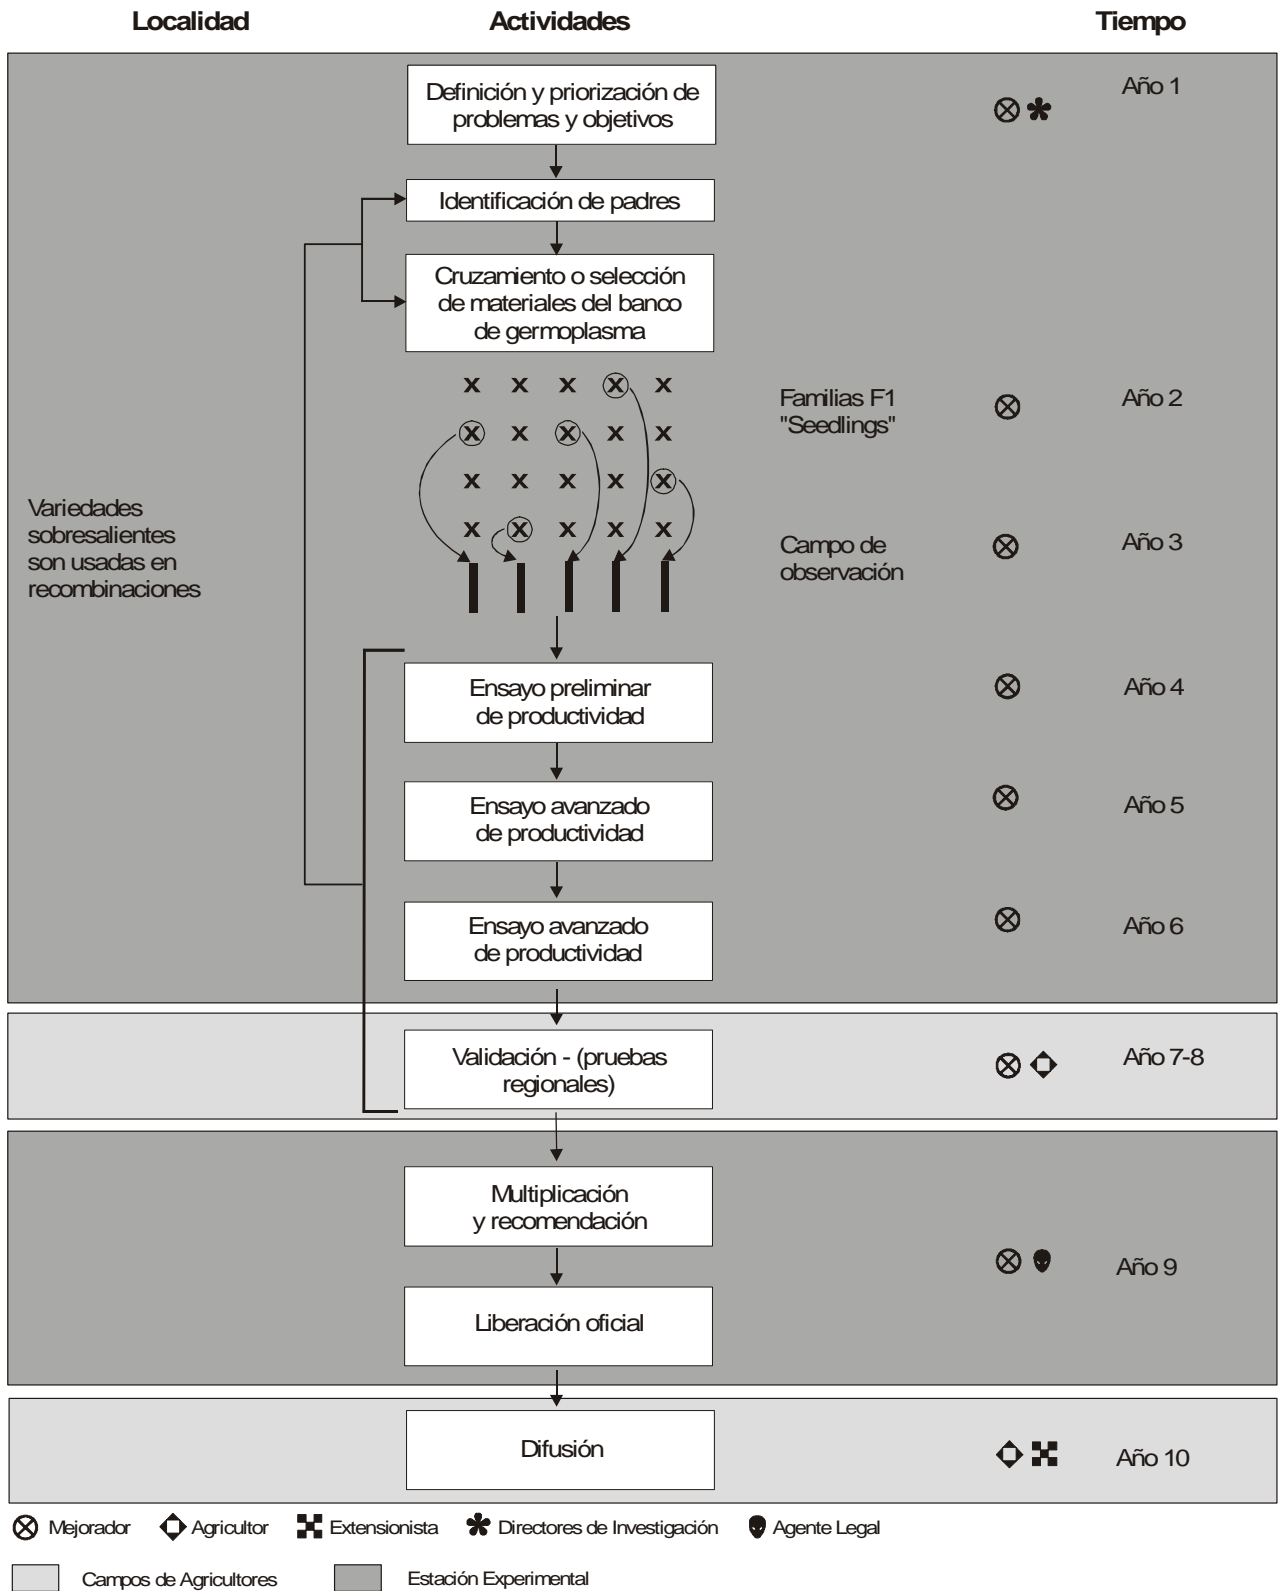 Localidad
Actividades
Tiempo
Definición y priorización de
problemas y objetivos
Año 1
Identificación de padres
Cruzamiento o selección
de materiales del banco
de germoplasma
x x x x x
Familias F1
"Seedlings"
Año 2
x x x x x
x x x x x
Variedades
sobresalientes
son usadas en
recombinaciones
x x x x x
Campo de
observación
Año 3
Ensayo preliminar
de productividad
Año 4
Ensayo avanzado
de productividad
Año 5
Ensayo avanzado
de productividad
Año 6
Validación - (pruebas
regionales)
Año 7-8
Multiplicación
y recomendación
Año 9
Liberación oficial
Difusión
Año 10
Mejorador
Agricultor
Extensionista
Directores de Investigación
Agente Legal
Campos de Agricultores
Estación Experimental